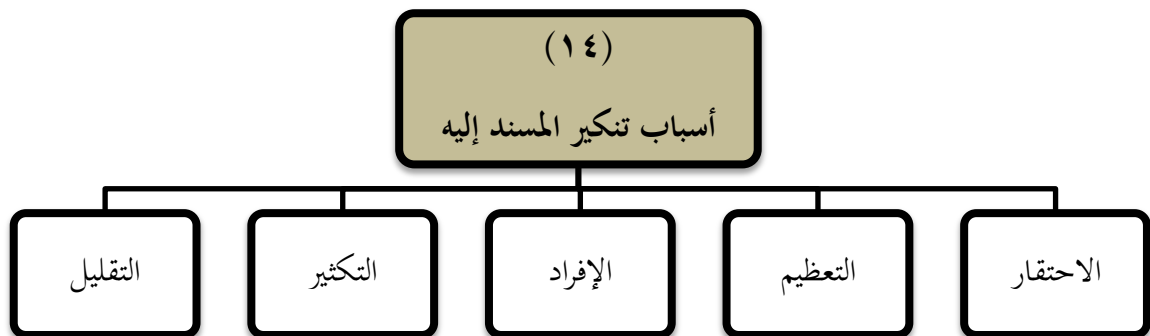 (١٤)
أسباب تنكير المسند إليه
الاحتقار
التعظيم
الإفراد
التكثير
التقليل